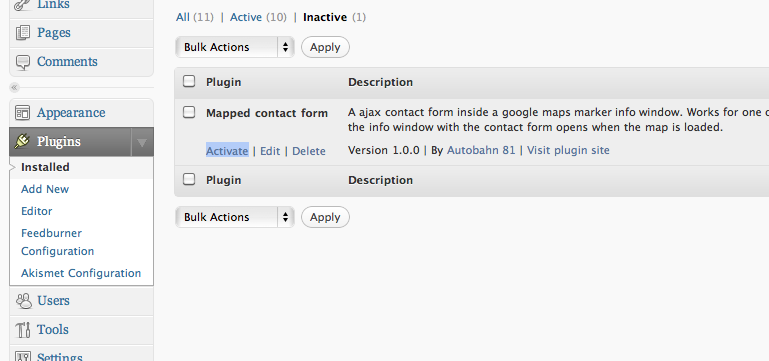 Links
Pages
Comments
Appearance
Plugins
Installed
Add New
Editor
Feedburner
Configuration
Akismet Configuration
Users
Tools
Settings
All (11) | Active (10) | Inactive (1)
Bulk Actions Apply
Plugin Description
Mapped contact form A ajax contact form inside a google maps marker info window. Works for one
the info window with the contact form opens when the map is loaded.
Activate | Edit | Delete Version 1.0.0 | By Autobahn 81 | Visit plugin site
Plugin Description
Bulk Actions Apply